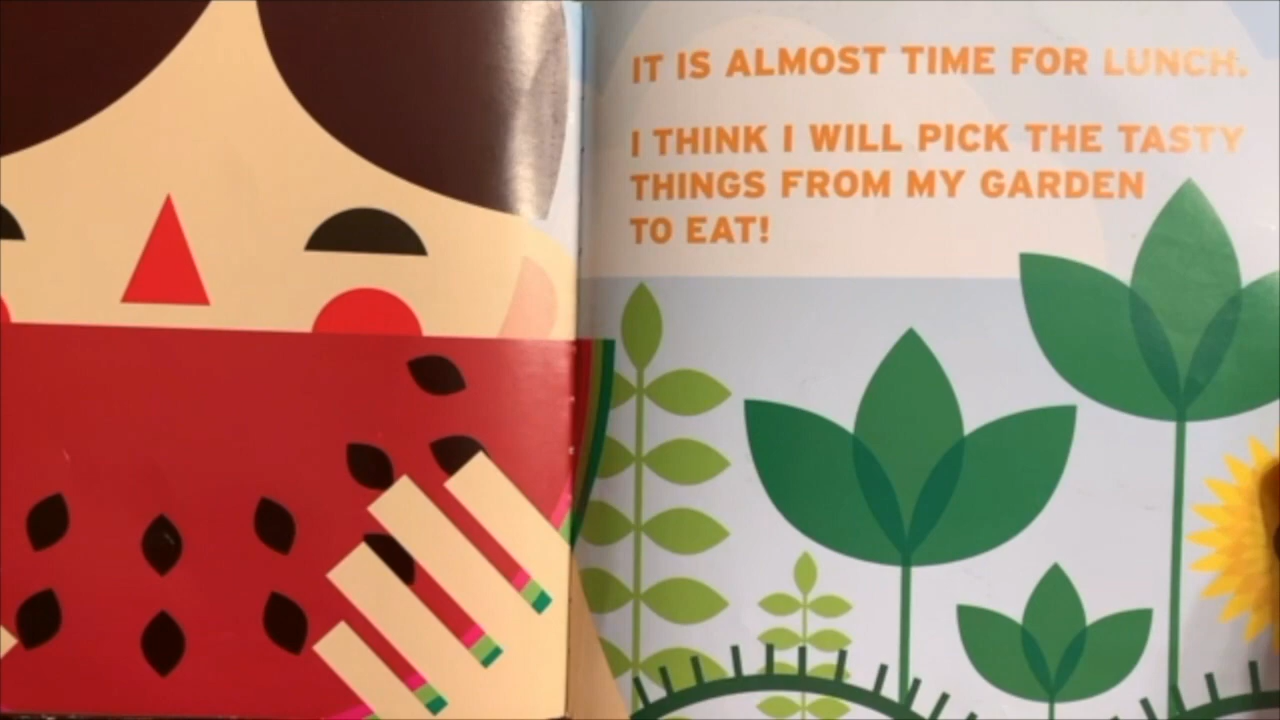 IT IS ALMOST TIME FOR LUNCH.
I THINK I WILL PICK THE TASTY
THINGS FROM MY GARDEN
TO EAT!